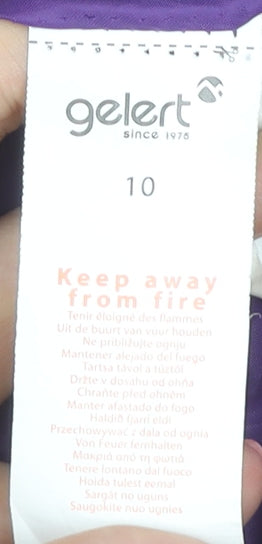 gelert
since 1975
10
Keep away
from fire
Tenir éloigné des flammes
Uit de buurt van vuur houden
Ne približujte ognju
Mantener alejado del fuego
Tartsa távol a tűztől
Držte v dosahu od ohňa
Chraňte před ohněm
Manter afastado do fogo
Haldið fjarri eldi
Przechowywać z dala od ognia
Von Feuer fernhalten
Μακριά από τη φωτιά
Tenere lontano dal fuoco
Hoida tulest eemal
Sargāt no uguns
Saugokite nuo ugnies